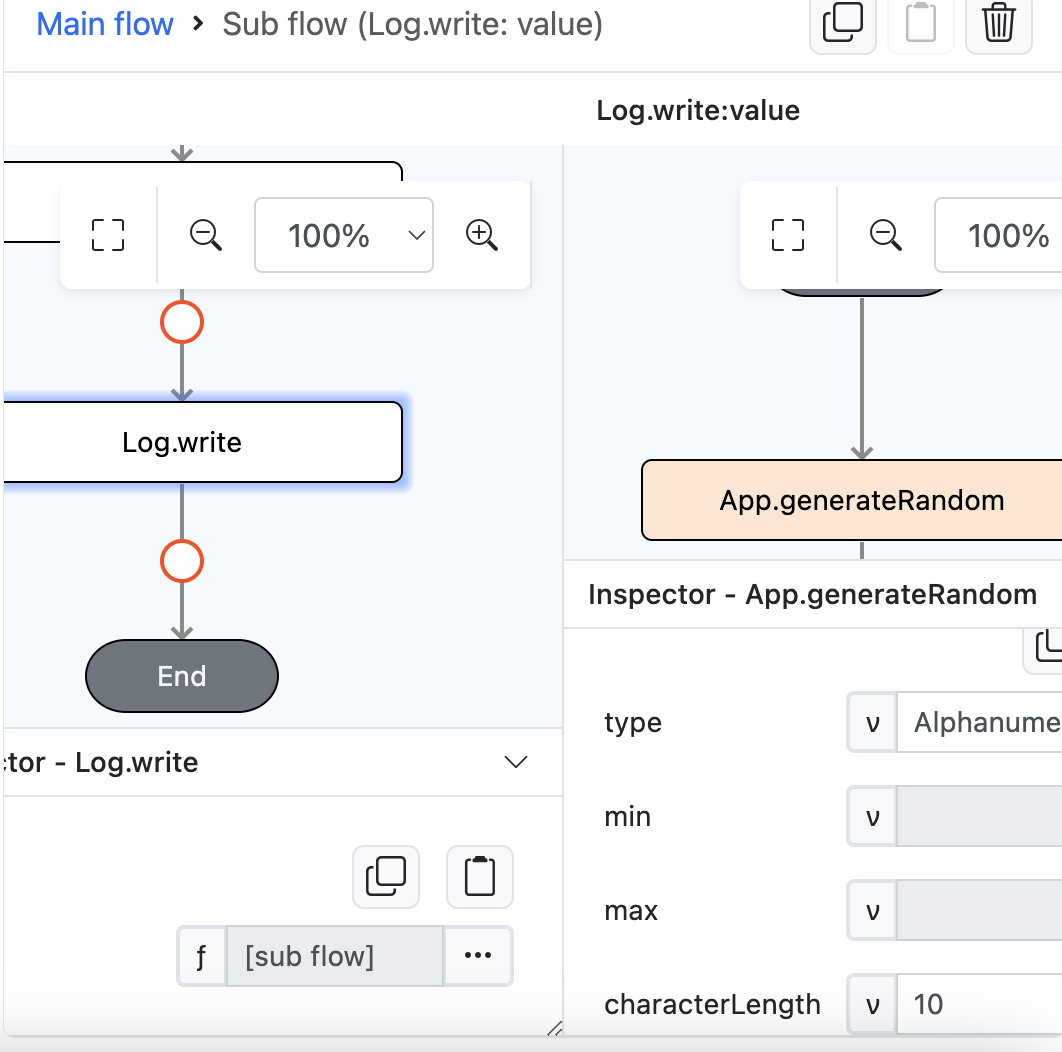 Main flow › Sub flow (Log.write: value)
Log.write:value
100%
100%
Log.write
App.generateRandom
Inspector - App.generateRandom
End
type ν Alphanume
ctor - Log.write
min ν
max ν
ƒ [sub flow] ...
characterLength ν 10